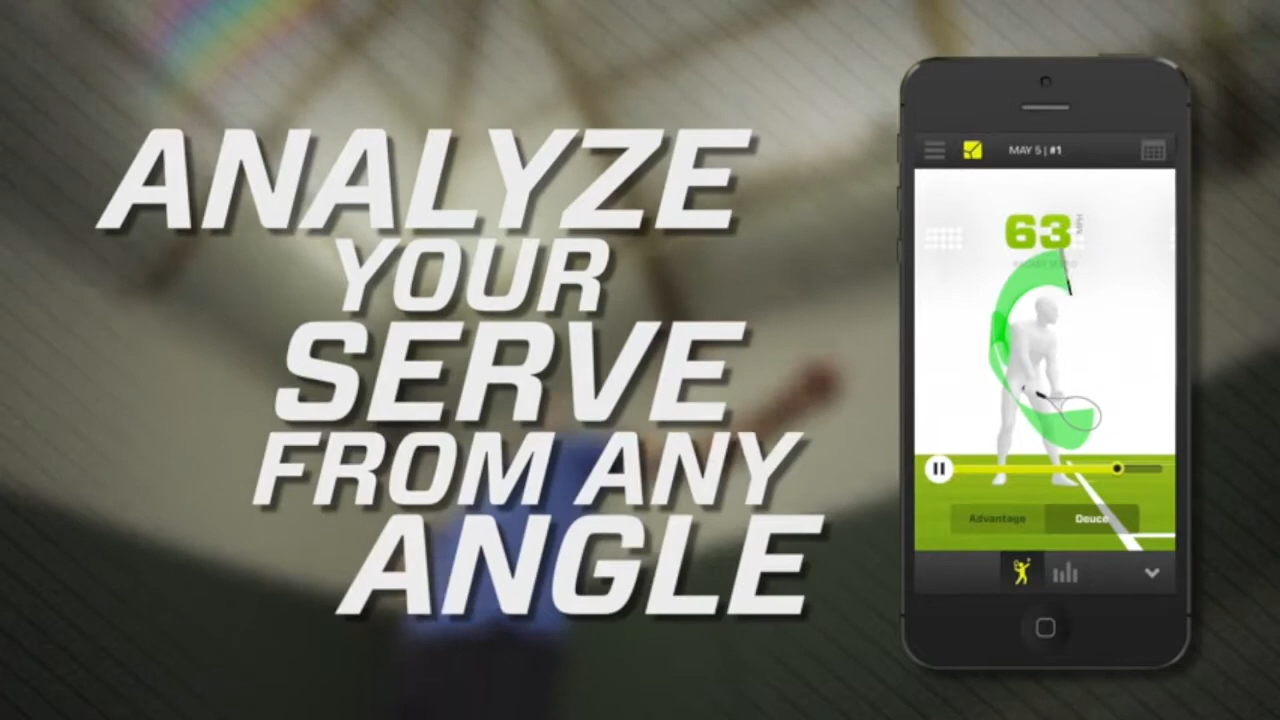 ANALYZE
YOUR
SERVE
FROM ANY
ANGLE
MAY 5 | #1
63
MPH
Advantage
Deuce